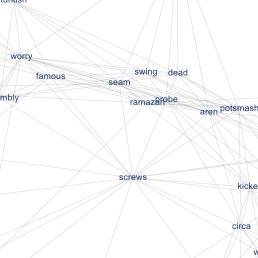 turkish
worry
swing
dead
famous
seam
mbly
ramazan
probe
aren
potsmash
screws
kicke
circa
w